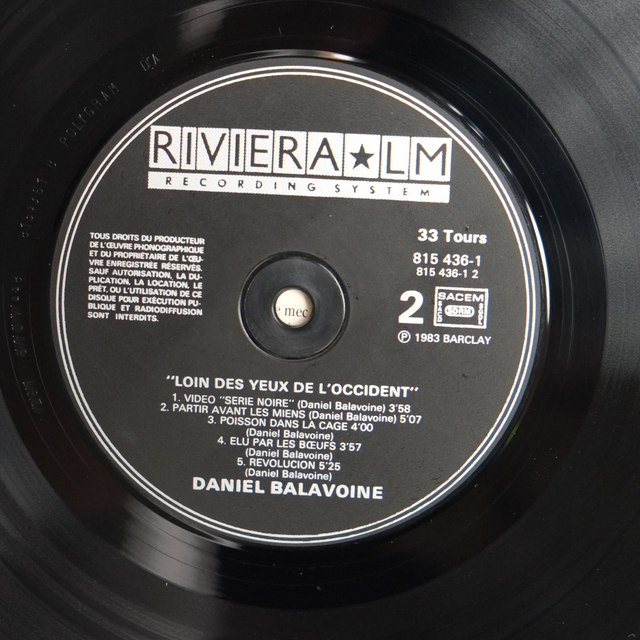 RIVIERA★LM
RECORDING SYSTEM
TOUS DROITS DU PRODUCTEUR
DE L'ŒUVRE PHONOGRAPHIQUE
ET DU PROPRIÉTAIRE DE L'ŒU-
VRE ENREGISTRÉE RÉSERVÉS.
SAUF AUTORISATION, LA DU-
PLICATION, LA LOCATION, LE
PRÊT, OU L'UTILISATION DE CE
DISQUE POUR EXÉCUTION PU-
BLIQUE ET RADIODIFFUSION
SONT INTERDITS.
33 Tours
815 436-1
815 436-1 2
2
SACEM
SDRM
Ⓟ 1983 BARCLAY
mec
"LOIN DES YEUX DE L'OCCIDENT"
1. VIDEO "SERIE NOIRE" (Daniel Balavoine) 3'58
2. PARTIR AVANT LES MIENS (Daniel Balavoine) 5'07
3. POISSON DANS LA CAGE 4'00
(Daniel Balavoine)
4. ELU PAR LES BŒUFS 3'57
(Daniel Balavoine)
5. REVOLUCION 5'25
(Daniel Balavoine)
DANIEL BALAVOINE